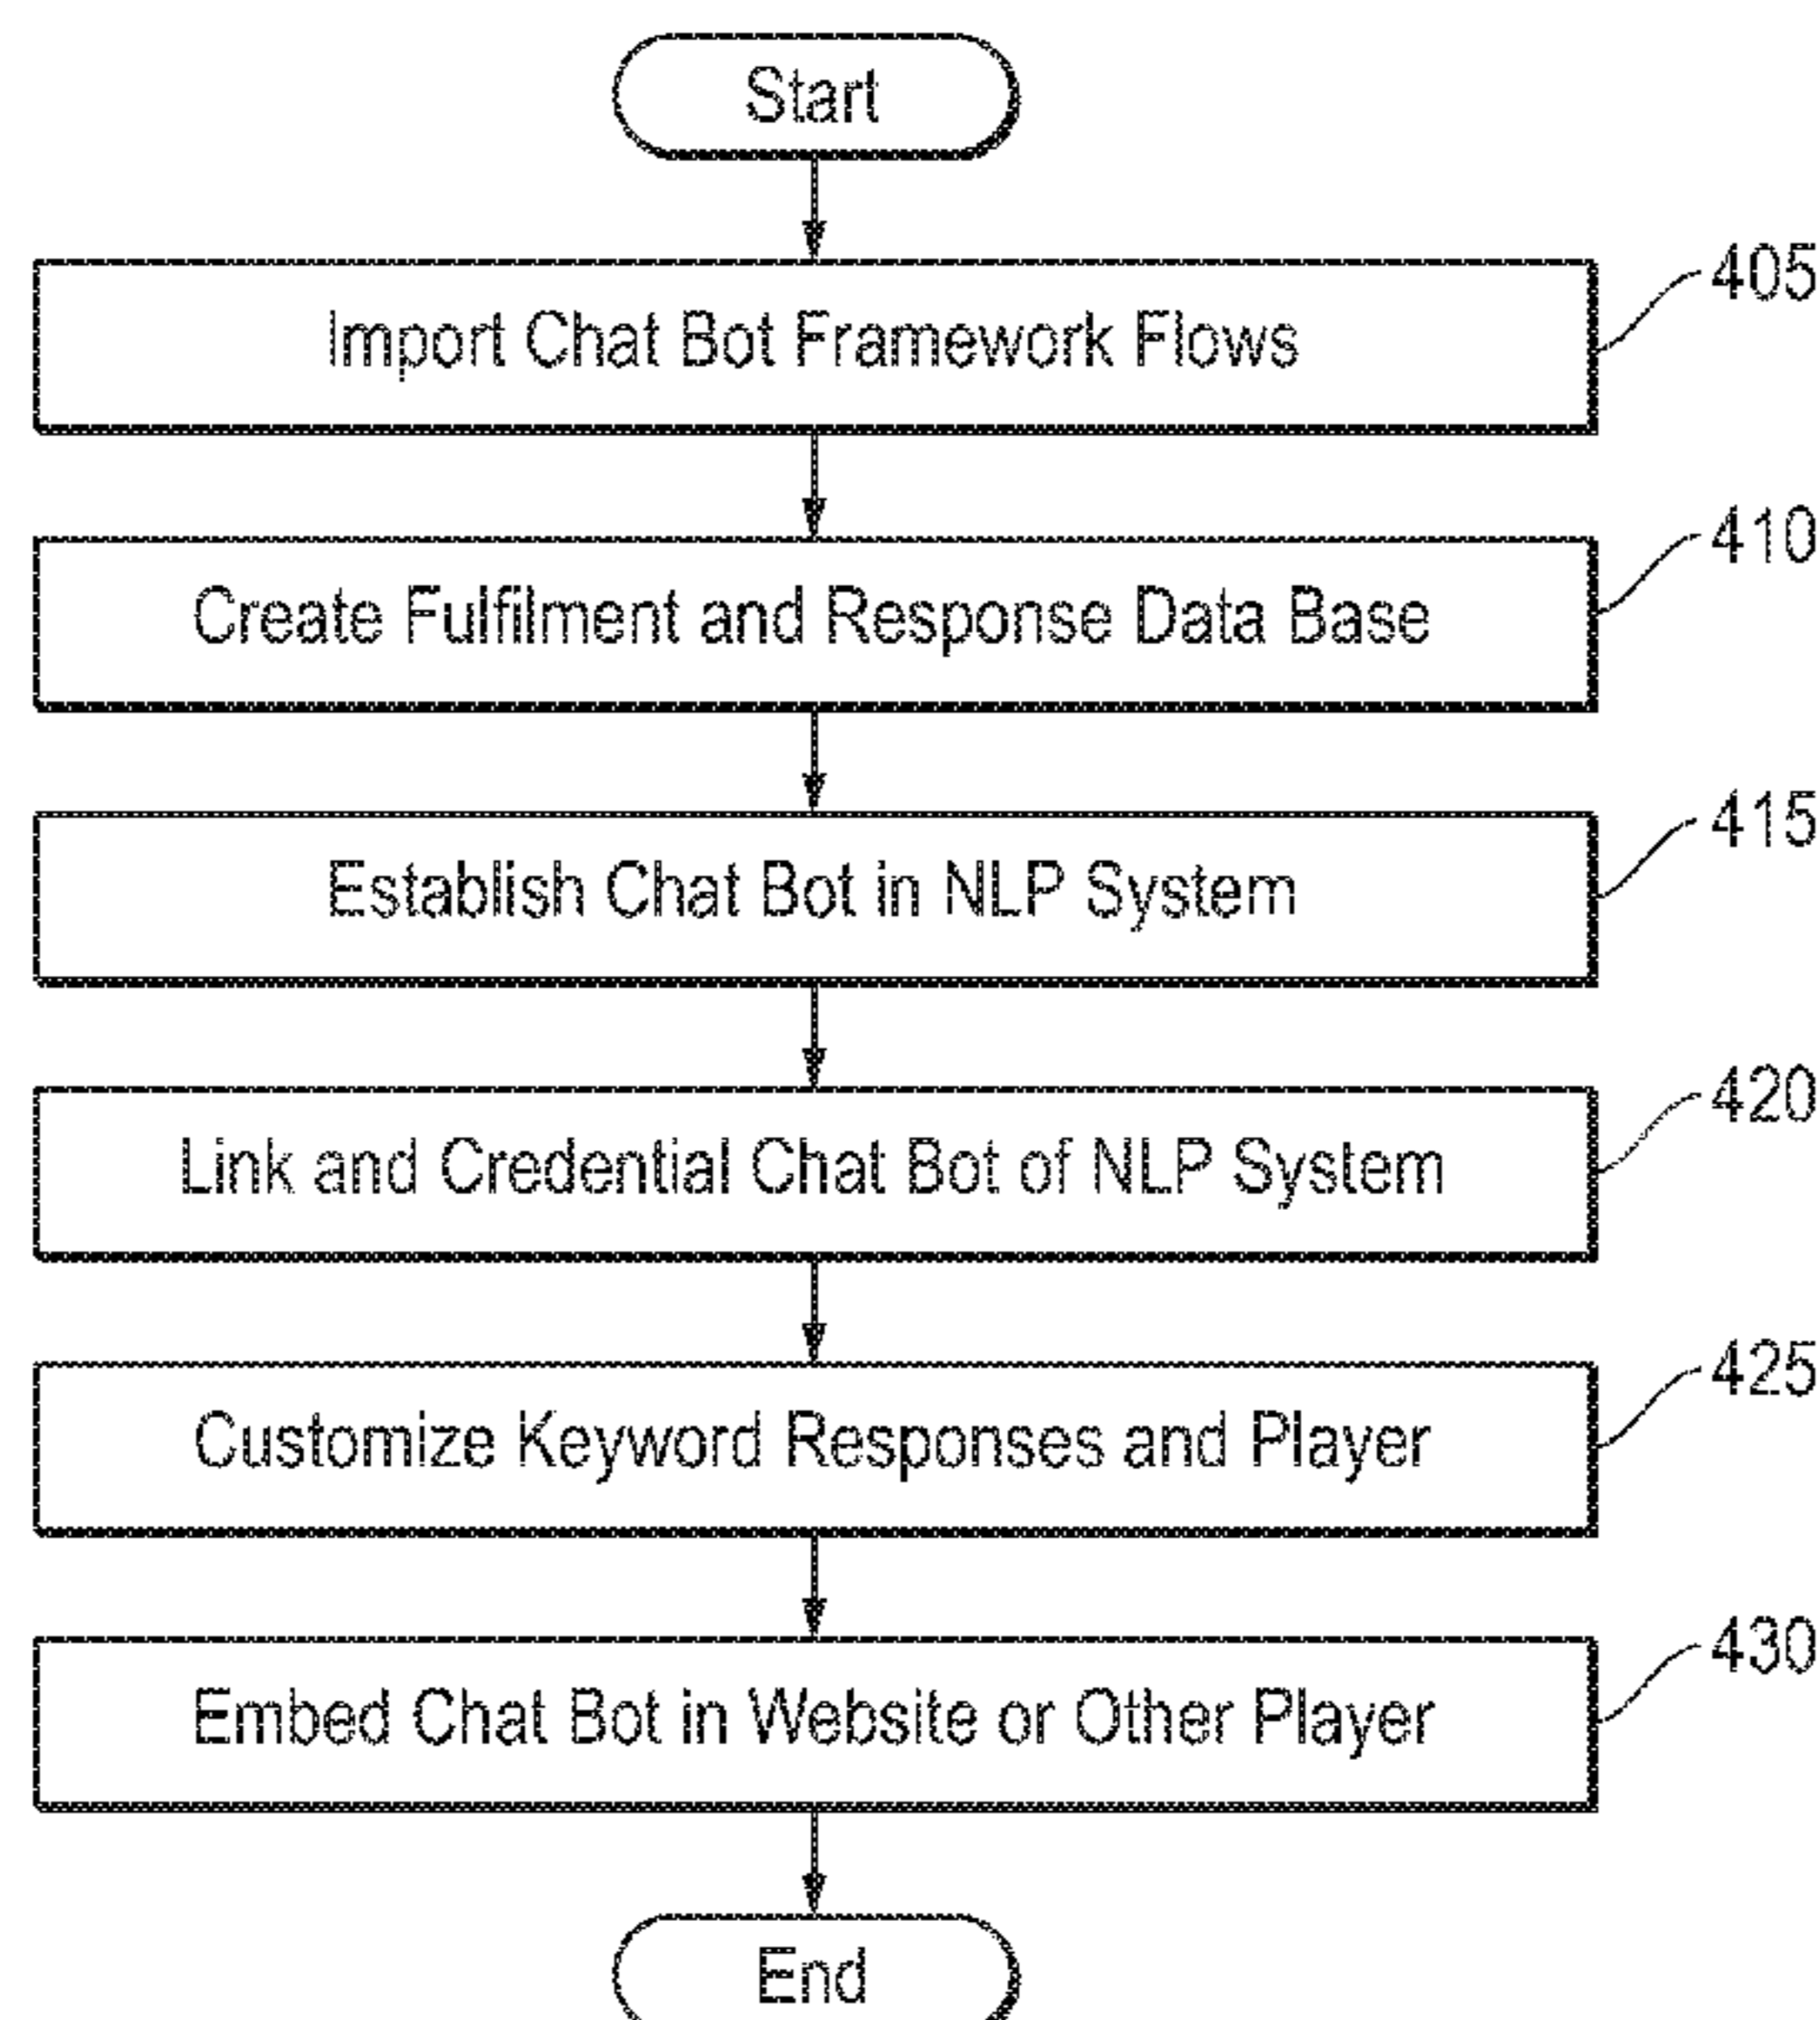 Start
Import Chat Bot Framework Flows
405
Create Fulfilment and Response Data Base
410
Establish Chat Bot in NLP System
415
Link and Credential Chat Bot of NLP System
420
Customize Keyword Responses and Player
425
Embed Chat Bot in Website or Other Player
430
End